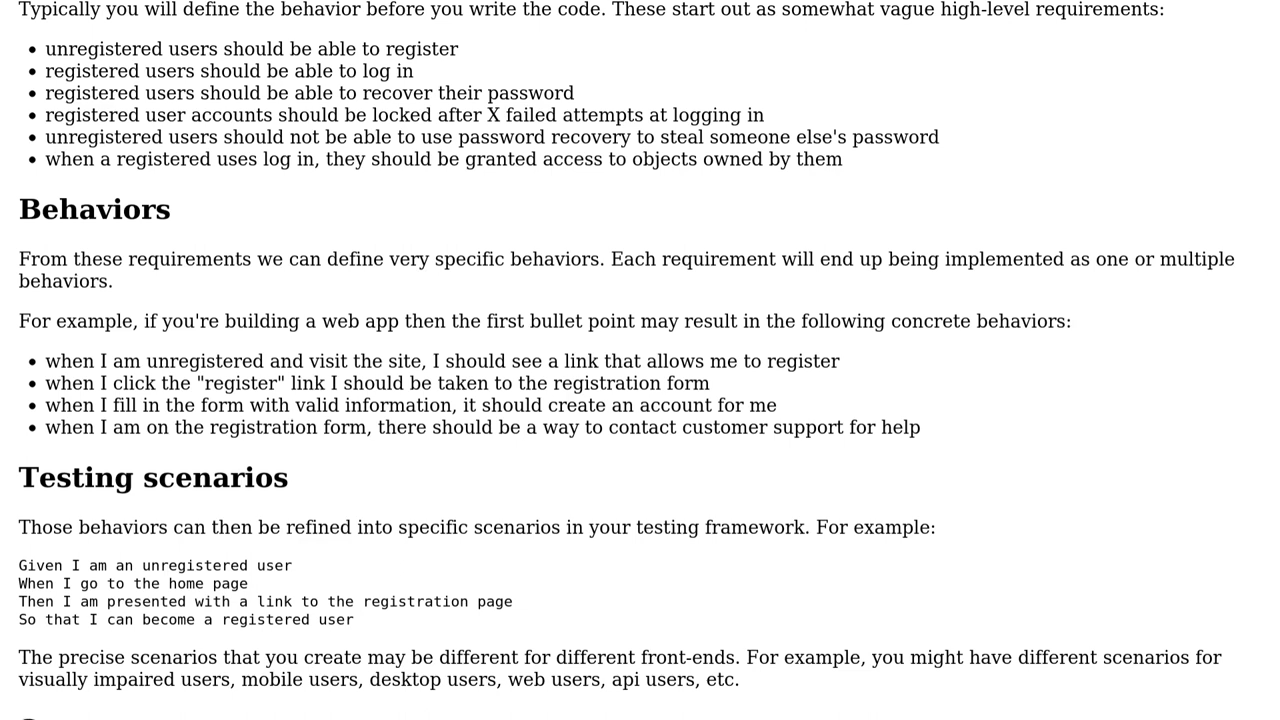 Typically you will define the behavior before you write the code. These start out as somewhat vague high-level requirements:
• unregistered users should be able to register
• registered users should be able to log in
• registered users should be able to recover their password
• registered user accounts should be locked after X failed attempts at logging in
• unregistered users should not be able to use password recovery to steal someone else's password
• when a registered uses log in, they should be granted access to objects owned by them
Behaviors
From these requirements we can define very specific behaviors. Each requirement will end up being implemented as one or multiple
behaviors.
For example, if you're building a web app then the first bullet point may result in the following concrete behaviors:
• when I am unregistered and visit the site, I should see a link that allows me to register
• when I click the "register" link I should be taken to the registration form
• when I fill in the form with valid information, it should create an account for me
• when I am on the registration form, there should be a way to contact customer support for help
Testing scenarios
Those behaviors can then be refined into specific scenarios in your testing framework. For example:
Given I am an unregistered user
When I go to the home page
Then I am presented with a link to the registration page
So that I can become a registered user
The precise scenarios that you create may be different for different front-ends. For example, you might have different scenarios for
visually impaired users, mobile users, desktop users, web users, api users, etc.